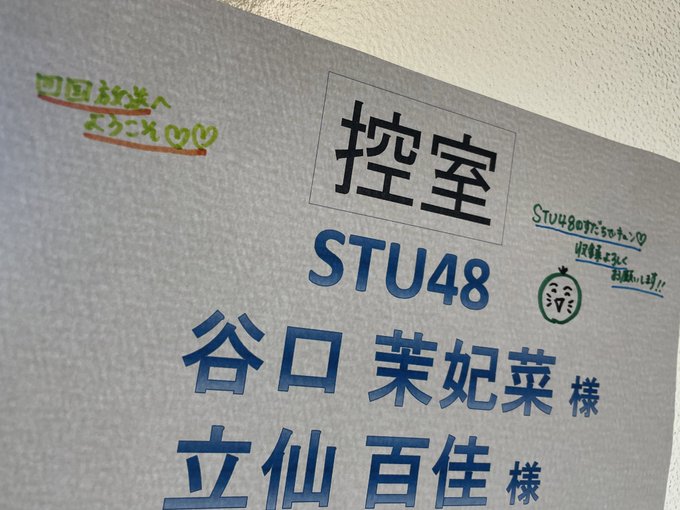 四国放送へ
ようこそ♡♡
控室
STU48のすだちでキュン♡
収録よろしく
お願いします!!
STU48
谷口 茉妃菜 様
立仙 百佳 様